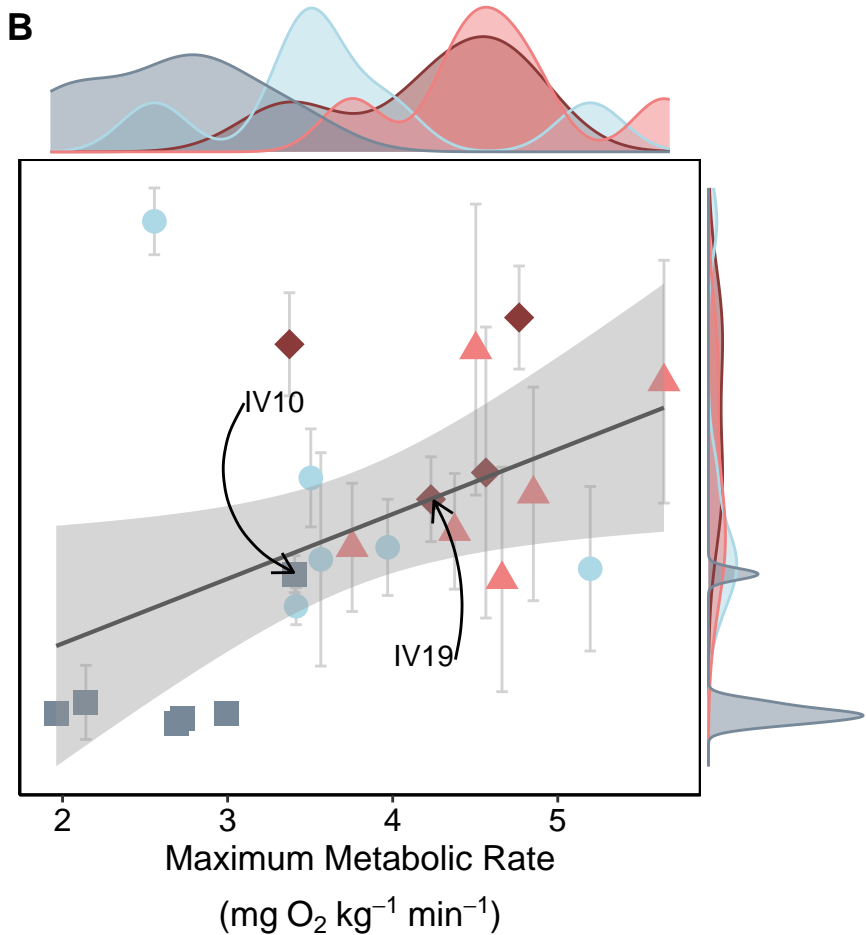 B
IV10
IV19
2 3 4 5
Maximum Metabolic Rate
(mg O₂ kg⁻¹ min⁻¹)